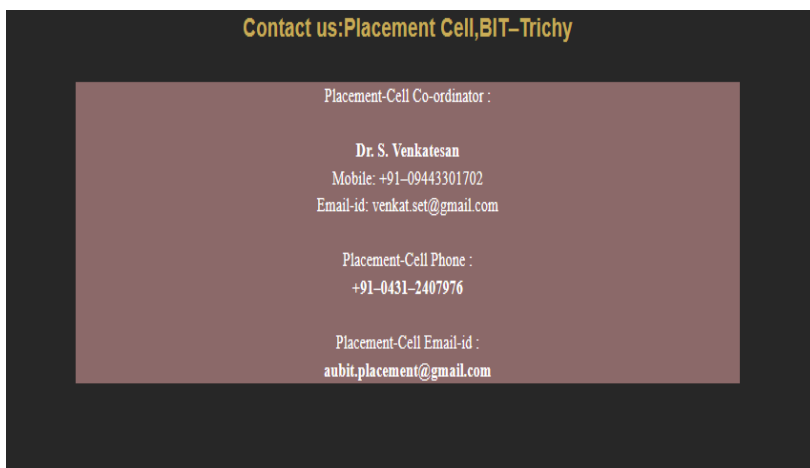 Contact us:Placement Cell,BIT–Trichy
Placement-Cell Co-ordinator :
Dr. S. Venkatesan
Mobile: +91–09443301702
Email-id: venkat.set@gmail.com
Placement-Cell Phone :
+91–0431–2407976
Placement-Cell Email-id :
aubit.placement@gmail.com